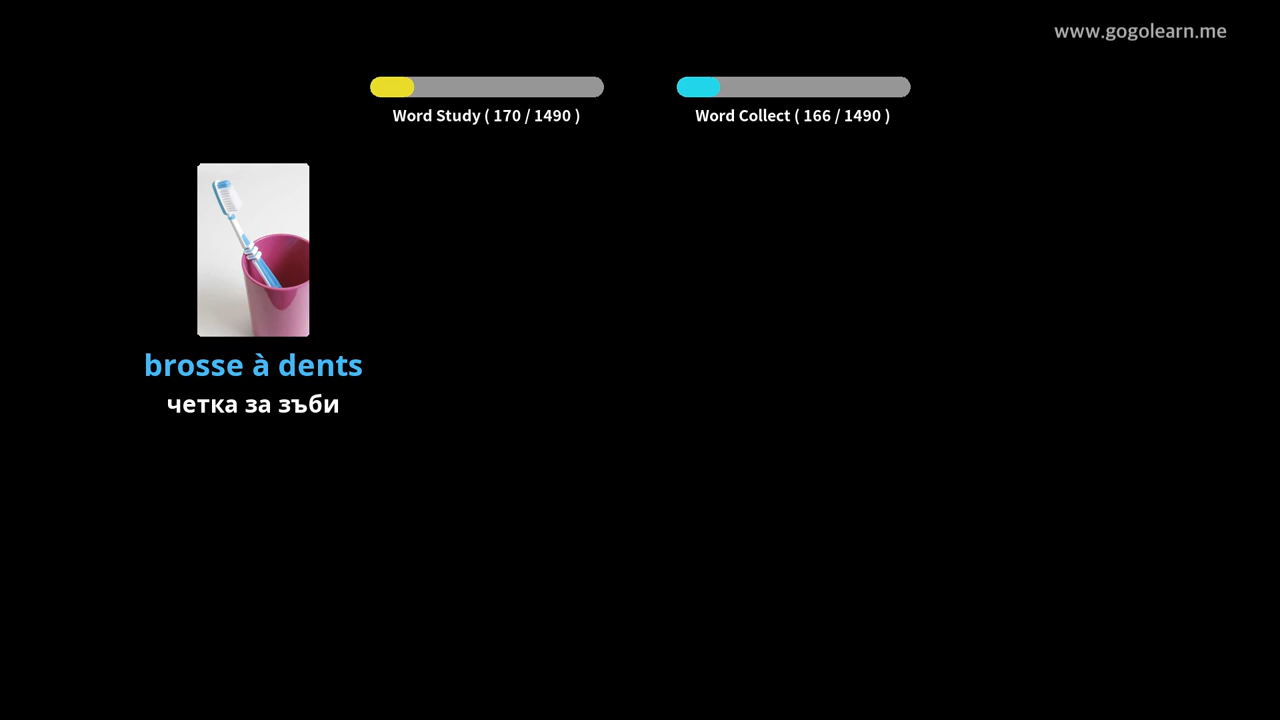 www.gogolearn.me
Word Study ( 170 / 1490 )
Word Collect ( 166 / 1490 )
brosse à dents
четка за зъби